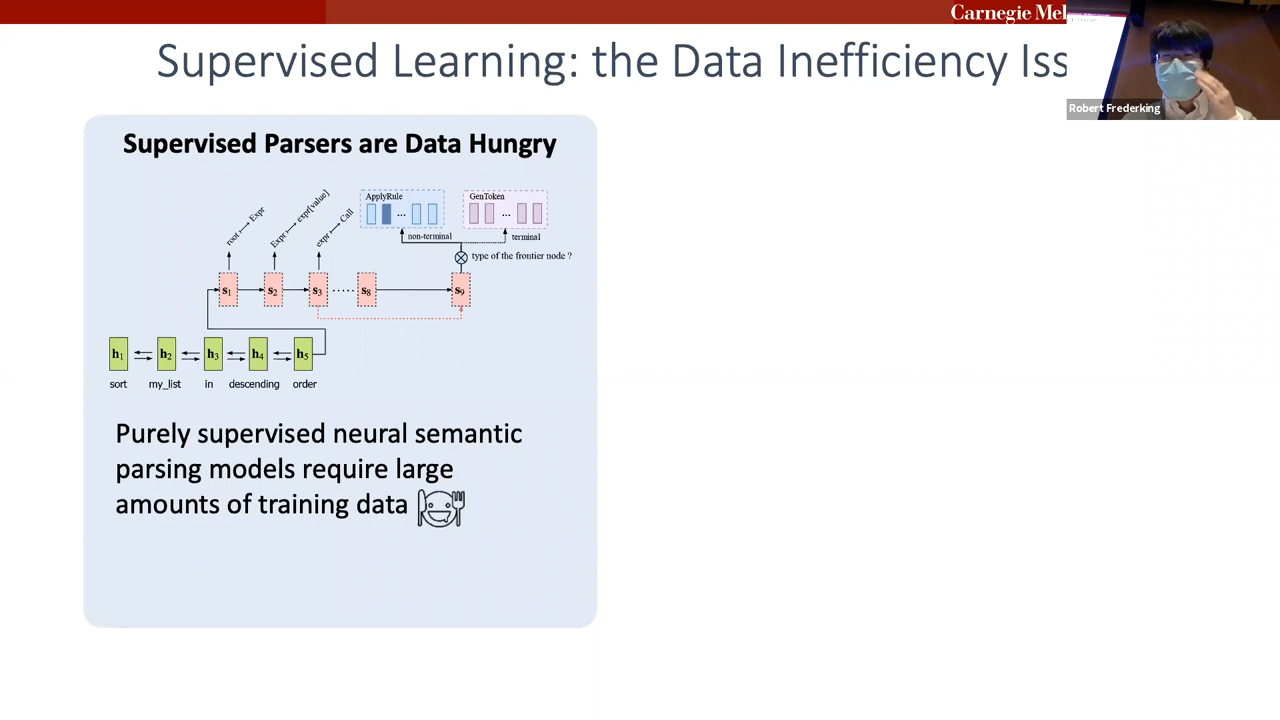 Carnegie Mel
Supervised Learning: the Data Inefficiency Iss
Robert Frederking
Supervised Parsers are Data Hungry
root ⟼ Expr
Expr ⟼ expr[value]
expr ⟼ Call
ApplyRule
...
GenToken
...
non-terminal
terminal
type of the frontier node ?
s1
s2
s3
......
s8
s9
h1
h2
h3
h4
h5
sort
my_list
in
descending
order
Purely supervised neural semantic
parsing models require large
amounts of training data